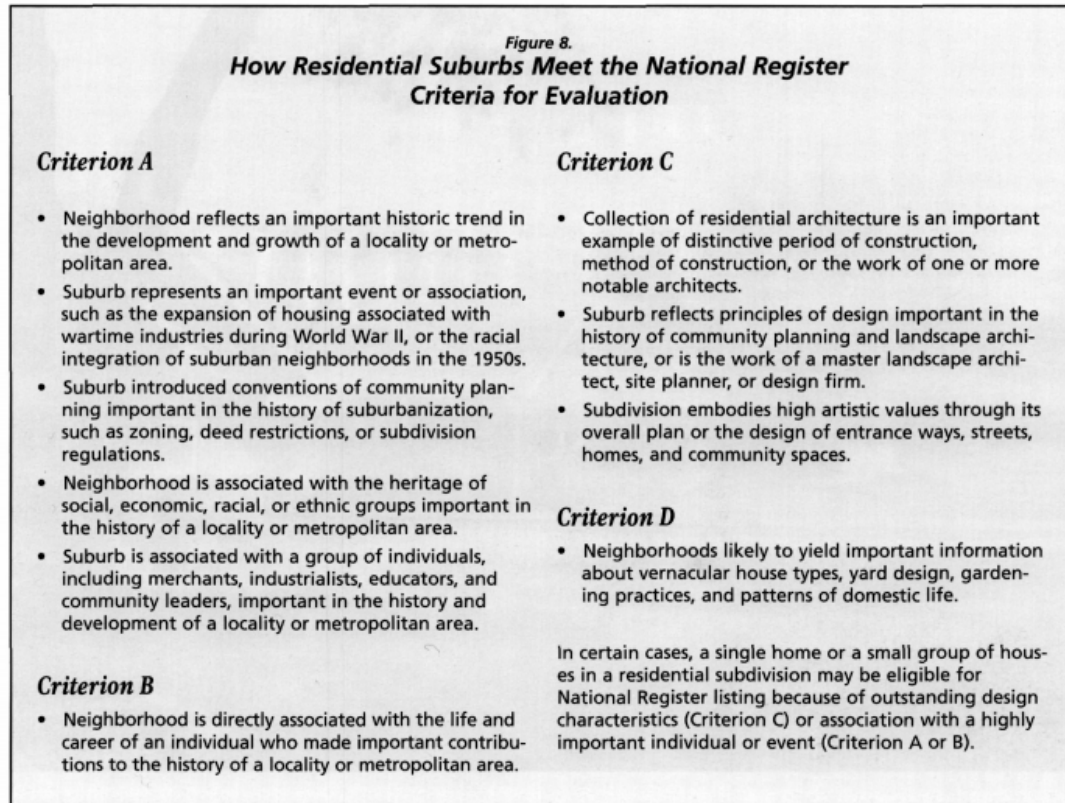 Figure 8.
How Residential Suburbs Meet the National Register
Criteria for Evaluation
Criterion A
• Neighborhood reflects an important historic trend in
the development and growth of a locality or metro-
politan area.
• Suburb represents an important event or association,
such as the expansion of housing associated with
wartime industries during World War II, or the racial
integration of suburban neighborhoods in the 1950s.
• Suburb introduced conventions of community plan-
ning important in the history of suburbanization,
such as zoning, deed restrictions, or subdivision
regulations.
• Neighborhood is associated with the heritage of
social, economic, racial, or ethnic groups important in
the history of a locality or metropolitan area.
• Suburb is associated with a group of individuals,
including merchants, industrialists, educators, and
community leaders, important in the history and
development of a locality or metropolitan area.
Criterion B
• Neighborhood is directly associated with the life and
career of an individual who made important contribu-
tions to the history of a locality or metropolitan area.
Criterion C
• Collection of residential architecture is an important
example of distinctive period of construction,
method of construction, or the work of one or more
notable architects.
• Suburb reflects principles of design important in the
history of community planning and landscape archi-
tecture, or is the work of a master landscape archi-
tect, site planner, or design firm.
• Subdivision embodies high artistic values through its
overall plan or the design of entrance ways, streets,
homes, and community spaces.
Criterion D
• Neighborhoods likely to yield important information
about vernacular house types, yard design, garden-
ing practices, and patterns of domestic life.
In certain cases, a single home or a small group of hous-
es in a residential subdivision may be eligible for
National Register listing because of outstanding design
characteristics (Criterion C) or association with a highly
important individual or event (Criterion A or B).